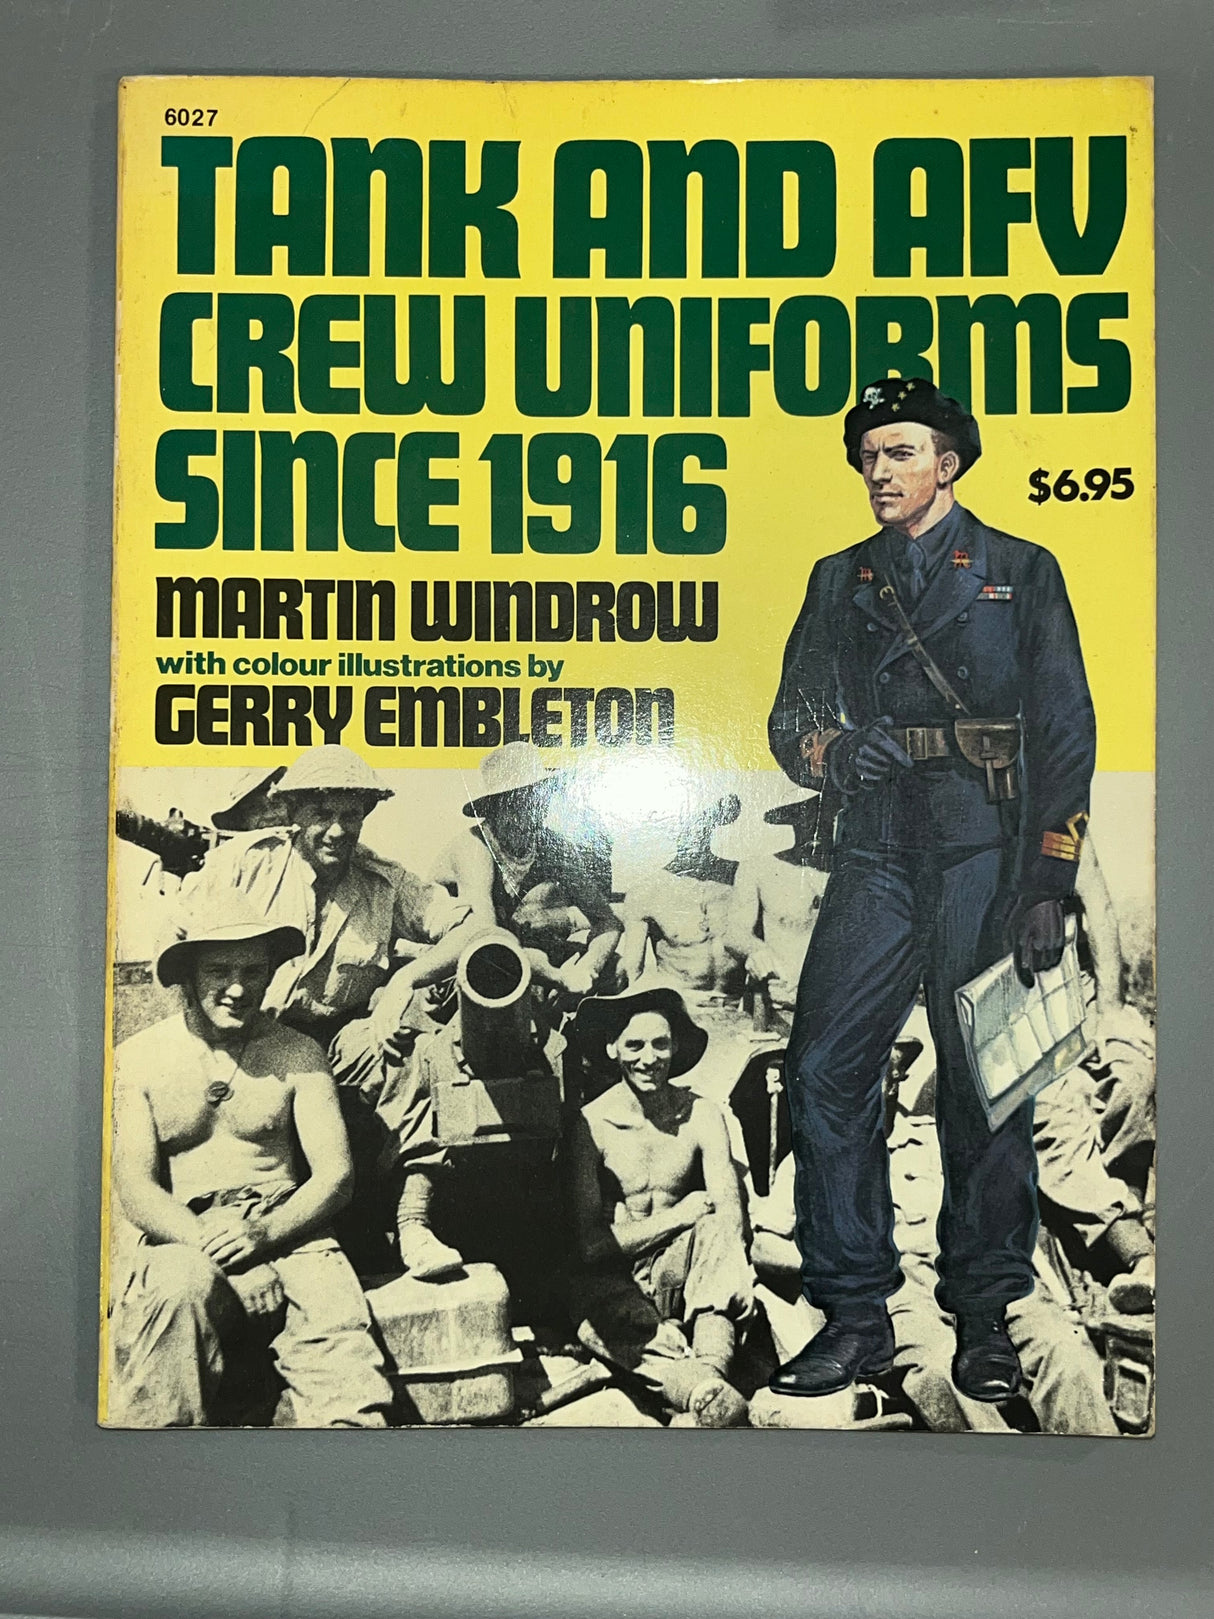 6027
TANK AND AFV
CREW UNIFORMS
SINCE 1916
$6.95
MARTIN WINDROW
with colour illustrations by
GERRY EMBLETON